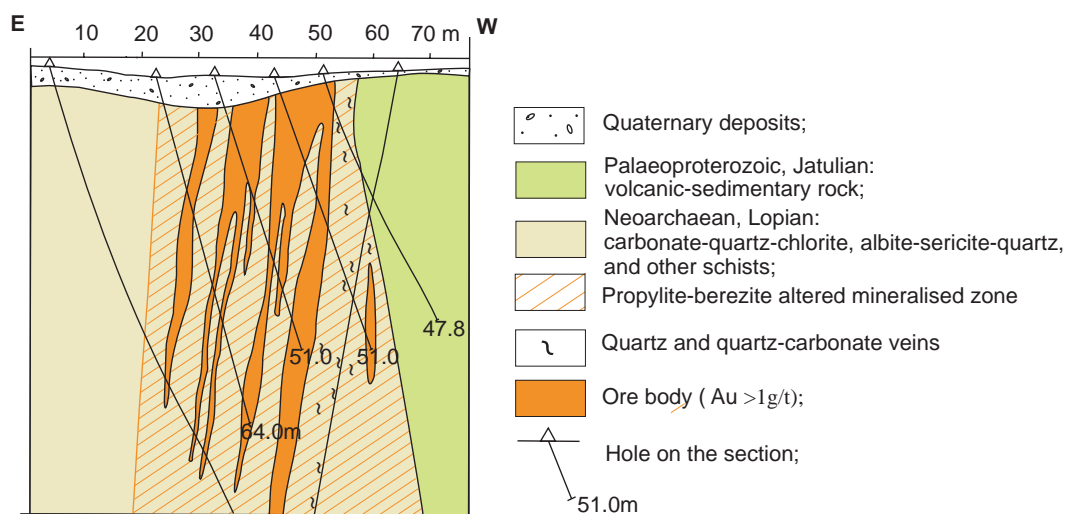 E 10 20 30 40 50 60 70 m W
Quaternary deposits;
Palaeoproterozoic, Jatulian:
volcanic-sedimentary rock;
Neoarchaean, Lopian:
carbonate-quartz-chlorite, albite-sericite-quartz,
and other schists;
Propylite-berezite altered mineralised zone
47.8
Quartz and quartz-carbonate veins
51.0 51.0
Ore body ( Au >1g/t);
64.0m
Hole on the section;
51.0m